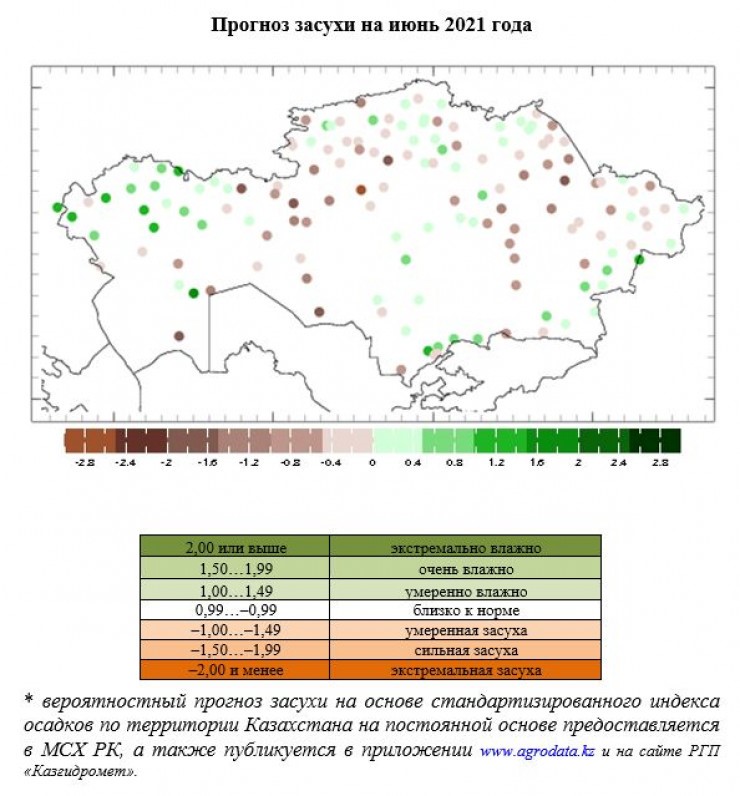 Прогноз засухи на июнь 2021 года
-2.8 -2.4 -2 -1.6 -1.2 -0.8 -0.4 0 0.4 0.8 1.2 1.6 2 2.4 2.8
2,00 или выше экстремально влажно
1,50…1,99 очень влажно
1,00…1,49 умеренно влажно
0,99…–0,99 близко к норме
–1,00…–1,49 умеренная засуха
–1,50…–1,99 сильная засуха
–2,00 и менее экстремальная засуха
* вероятностный прогноз засухи на основе стандартизированного индекса
осадков по территории Казахстана на постоянной основе предоставляется
в МСХ РК, а также публикуется в приложении www.agrodata.kz и на сайте РГП
«Казгидромет».